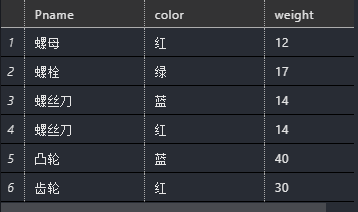 Pname color weight
1 螺母 红 12
2 螺栓 绿 17
3 螺丝刀 蓝 14
4 螺丝刀 红 14
5 凸轮 蓝 40
6 齿轮 红 30